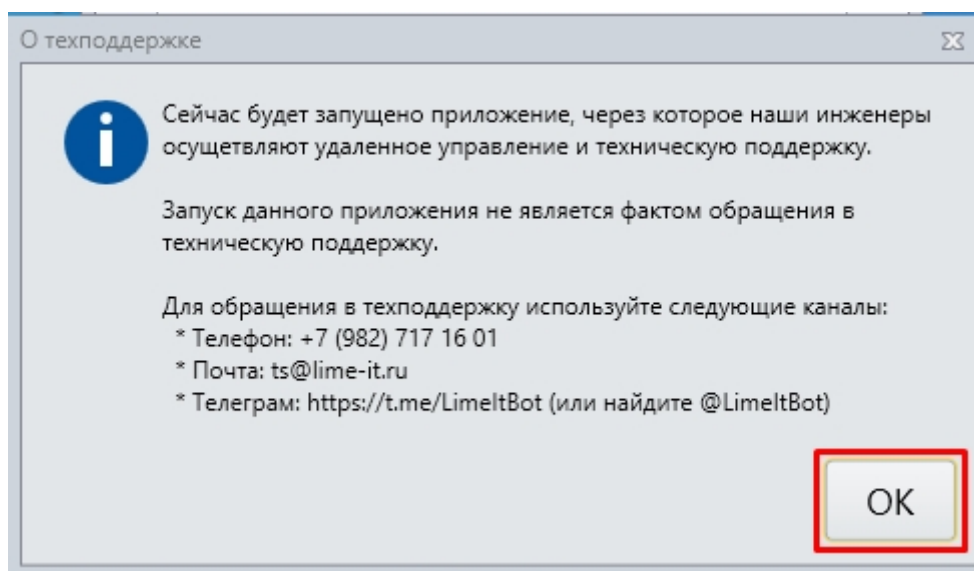 О техподдержке
Сейчас будет запущено приложение, через которое наши инженеры
осущетвляют удаленное управление и техническую поддержку.
Запуск данного приложения не является фактом обращения в
техническую поддержку.
Для обращения в техподдержку используйте следующие каналы:
* Телефон: +7 (982) 717 16 01
* Почта: ts@lime-it.ru
* Телеграм: https://t.me/LimeItBot (или найдите @LimeItBot)
OK